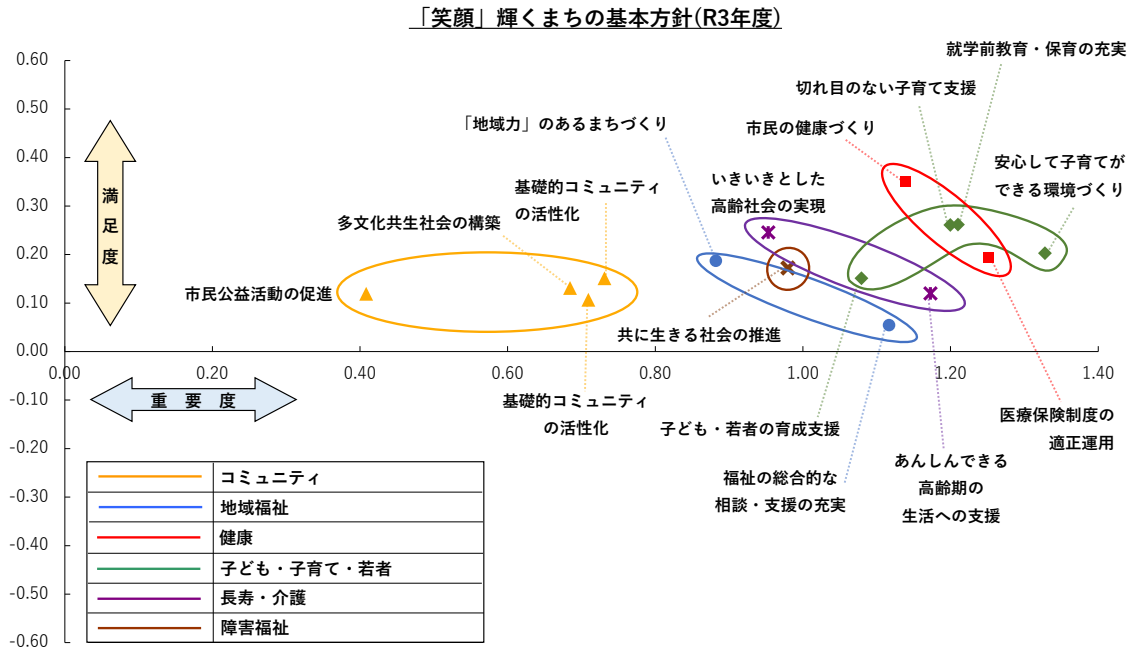 「笑顔」輝くまちの基本方針(R3年度)
0.60
0.50
0.40
0.30
0.20
0.10
0.00
-0.10
-0.20
-0.30
-0.40
-0.50
-0.60
0.00
0.20
0.40
0.60
0.80
1.00
1.20
1.40
満足度
重要度
就学前教育・保育の充実
切れ目のない子育て支援
市民の健康づくり
「地域力」のあるまちづくり
安心して子育てが
できる環境づくり
いきいきとした
高齢社会の実現
基礎的コミュニティ
の活性化
多文化共生社会の構築
市民公益活動の促進
共に生きる社会の推進
基礎的コミュニティ
の活性化
子ども・若者の育成支援
医療保険制度の
適正運用
福祉の総合的な
相談・支援の充実
あんしんできる
高齢期の
生活への支援
コミュニティ
地域福祉
健康
子ども・子育て・若者
長寿・介護
障害福祉